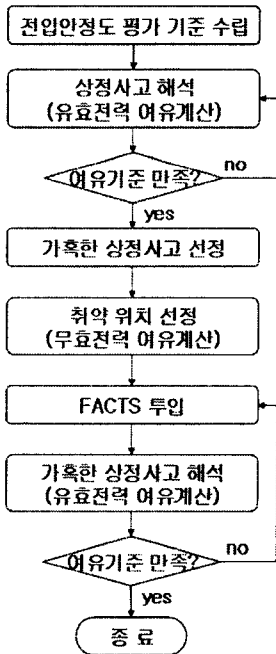 전압안정도 평가 기준 수립
상정사고 해석
(유효전력 여유계산)
여유기준 만족?
no
yes
가혹한 상정사고 선정
취약 위치 선정
(무효전력 여유계산)
FACTS 투입
가혹한 상정사고 해석
(유효전력 여유계산)
여유기준 만족?
no
yes
종 료